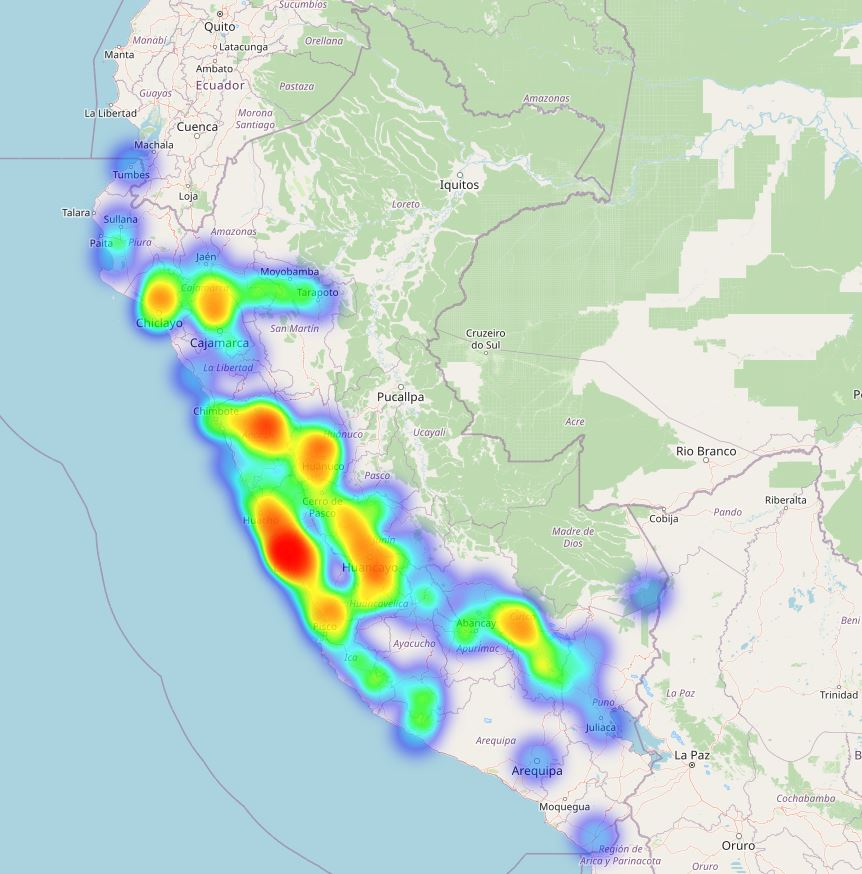 Sucumbíos
Quito
Manabí
Orellana
Latacunga
Manta
Ambato
Ecuador
Pastaza
Guayas
Amazonas
La Libertad
Morona
Santiago
Cuenca
Machala
Tumbes
Iquitos
Loja
Loreto
Talara
Sullana
Amazonas
Paita
Piura
Jaén
Moyobamba
Cajamarca
Tarapoto
Chiclayo
San Martín
Cajamarca
Cruzeiro
do Sul
La Libertad
Pucallpa
Chimbote
Acre
Huánuco
Ucayali
Rio Branco
Huánuco
Pasco
Cerro de
Pasco
Riberalta
Pando
Huacho
Cobija
Junín
Madre de
Dios
Huancayo
Huancavelica
Abancay
Cusco
Beni
Pisco
Ayacucho
Apurímac
Ica
La Paz
Trinidad
Puno
Juliaca
Arequipa
La Paz
Arequipa
Moquegua
Cochabamba
Oruro
Región de
Arica y Parinacota
Oruro